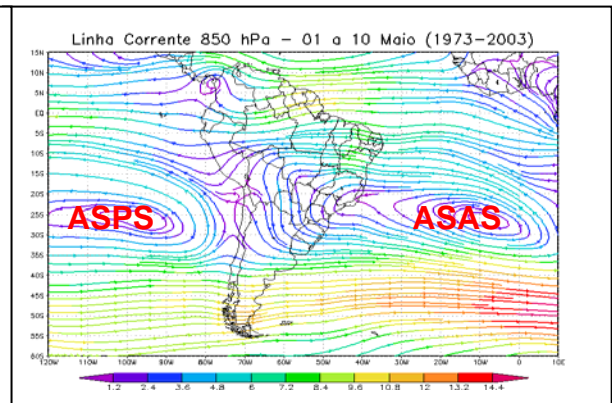 Linha Corrente 850 hPa - 01 a 10 Maio (1973-2003)
15N
10N
5N
EQ
5S
10S
15S
20S
25S
30S
35S
40S
45S
50S
55S
60S
ASPS
ASAS
120W 110W 100W 90W 80W 70W 60W 50W 40W 30W 20W 10W 0 10E
1.2 2.4 3.6 4.8 6 7.2 8.4 9.6 10.8 12 13.2 14.4